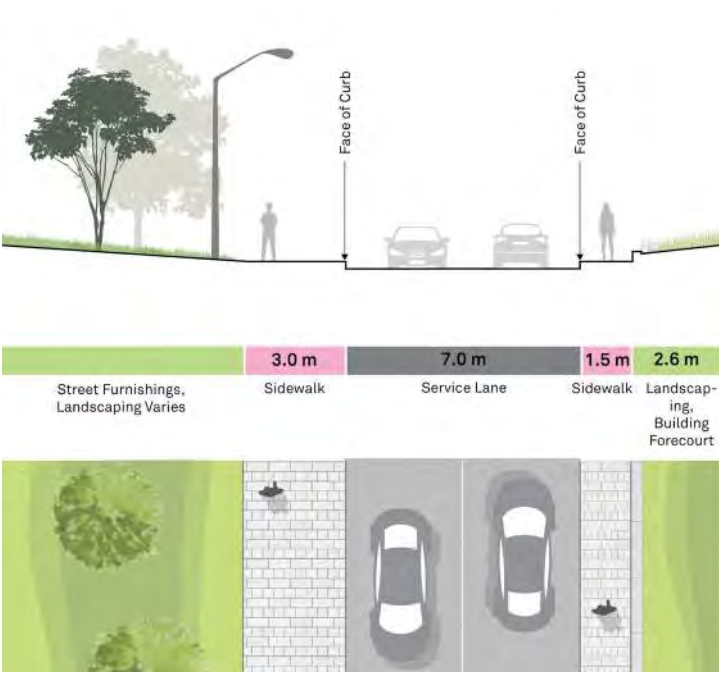 Face of Curb
Face of Curb
3.0 m
7.0 m
1.5 m
2.6 m
Street Furnishings,
Landscaping Varies
Sidewalk
Service Lane
Sidewalk
Landscap-
ing,
Building
Forecourt